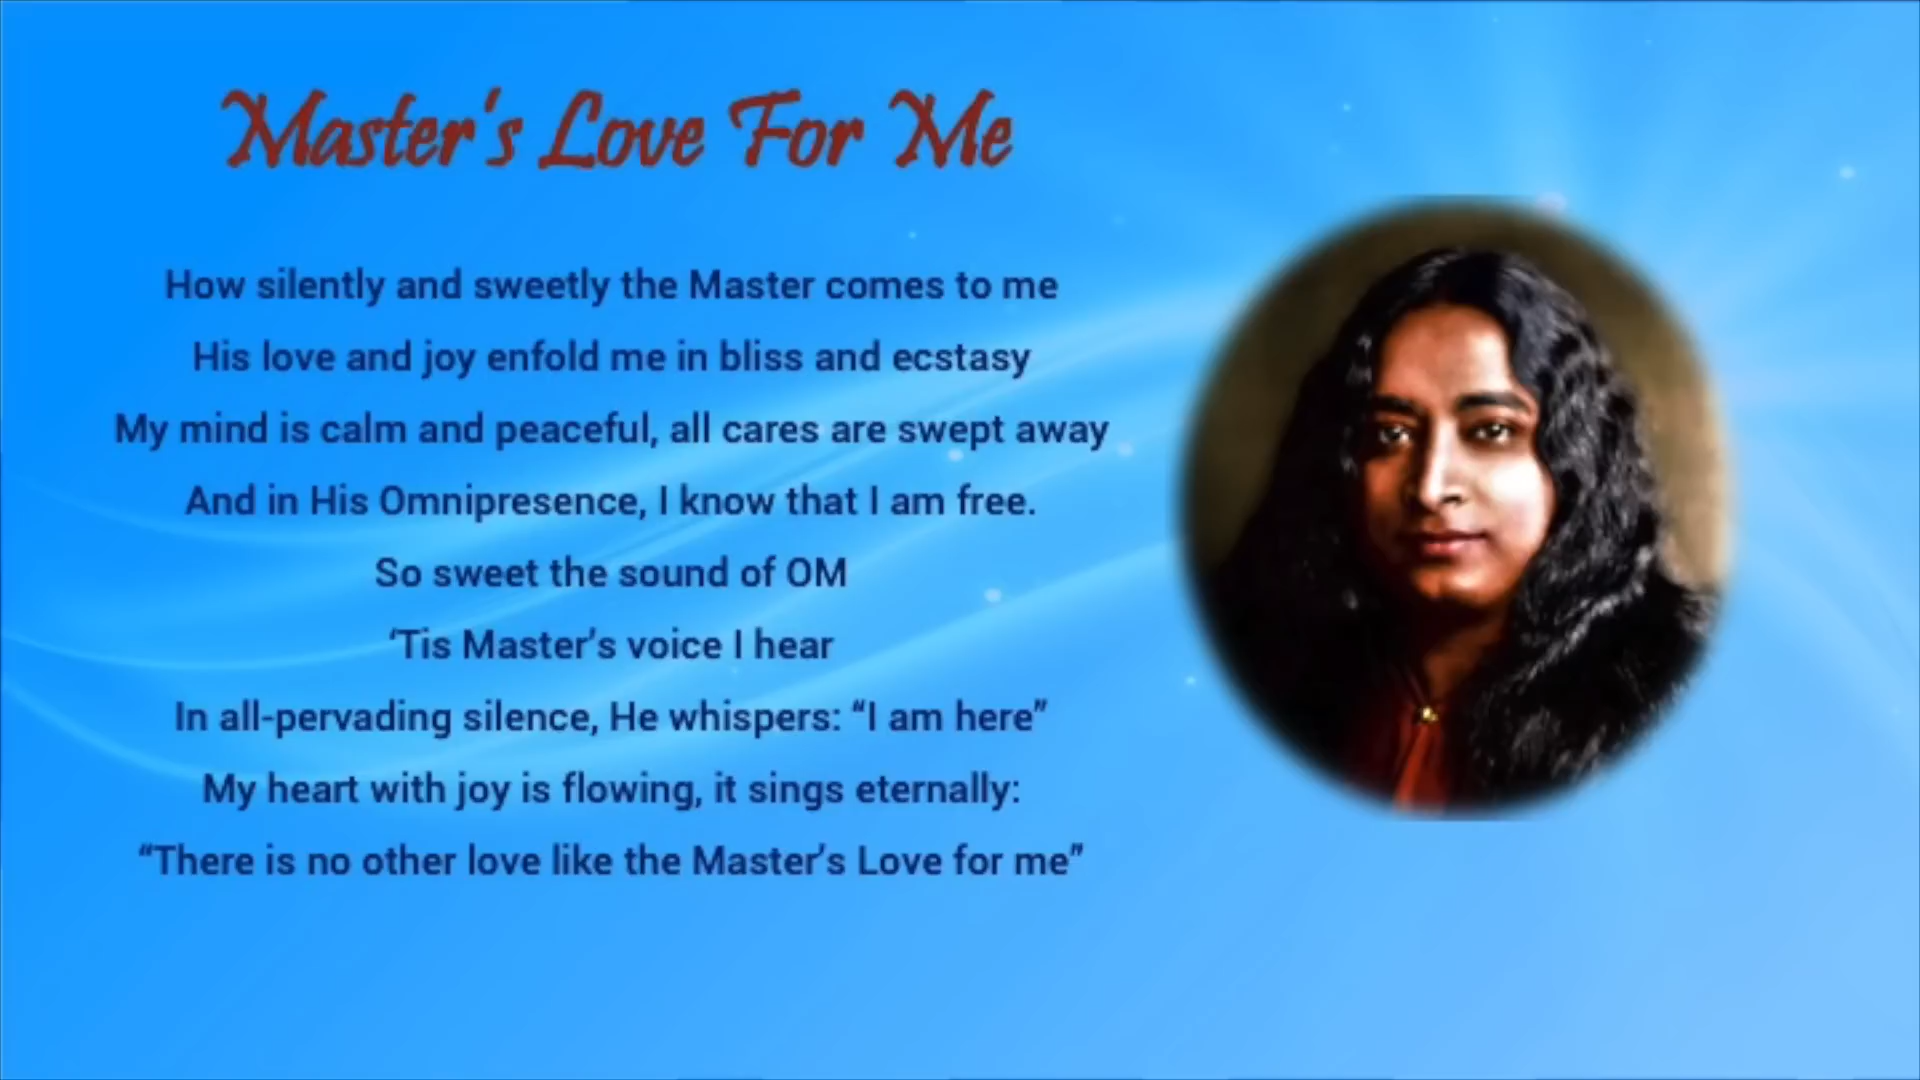 Master's Love For Me
How silently and sweetly the Master comes to me
His love and joy enfold me in bliss and ecstasy
My mind is calm and peaceful, all cares are swept away
And in His Omnipresence, I know that I am free.
So sweet the sound of OM
‘Tis Master’s voice I hear
In all-pervading silence, He whispers: “I am here”
My heart with joy is flowing, it sings eternally:
“There is no other love like the Master’s Love for me”